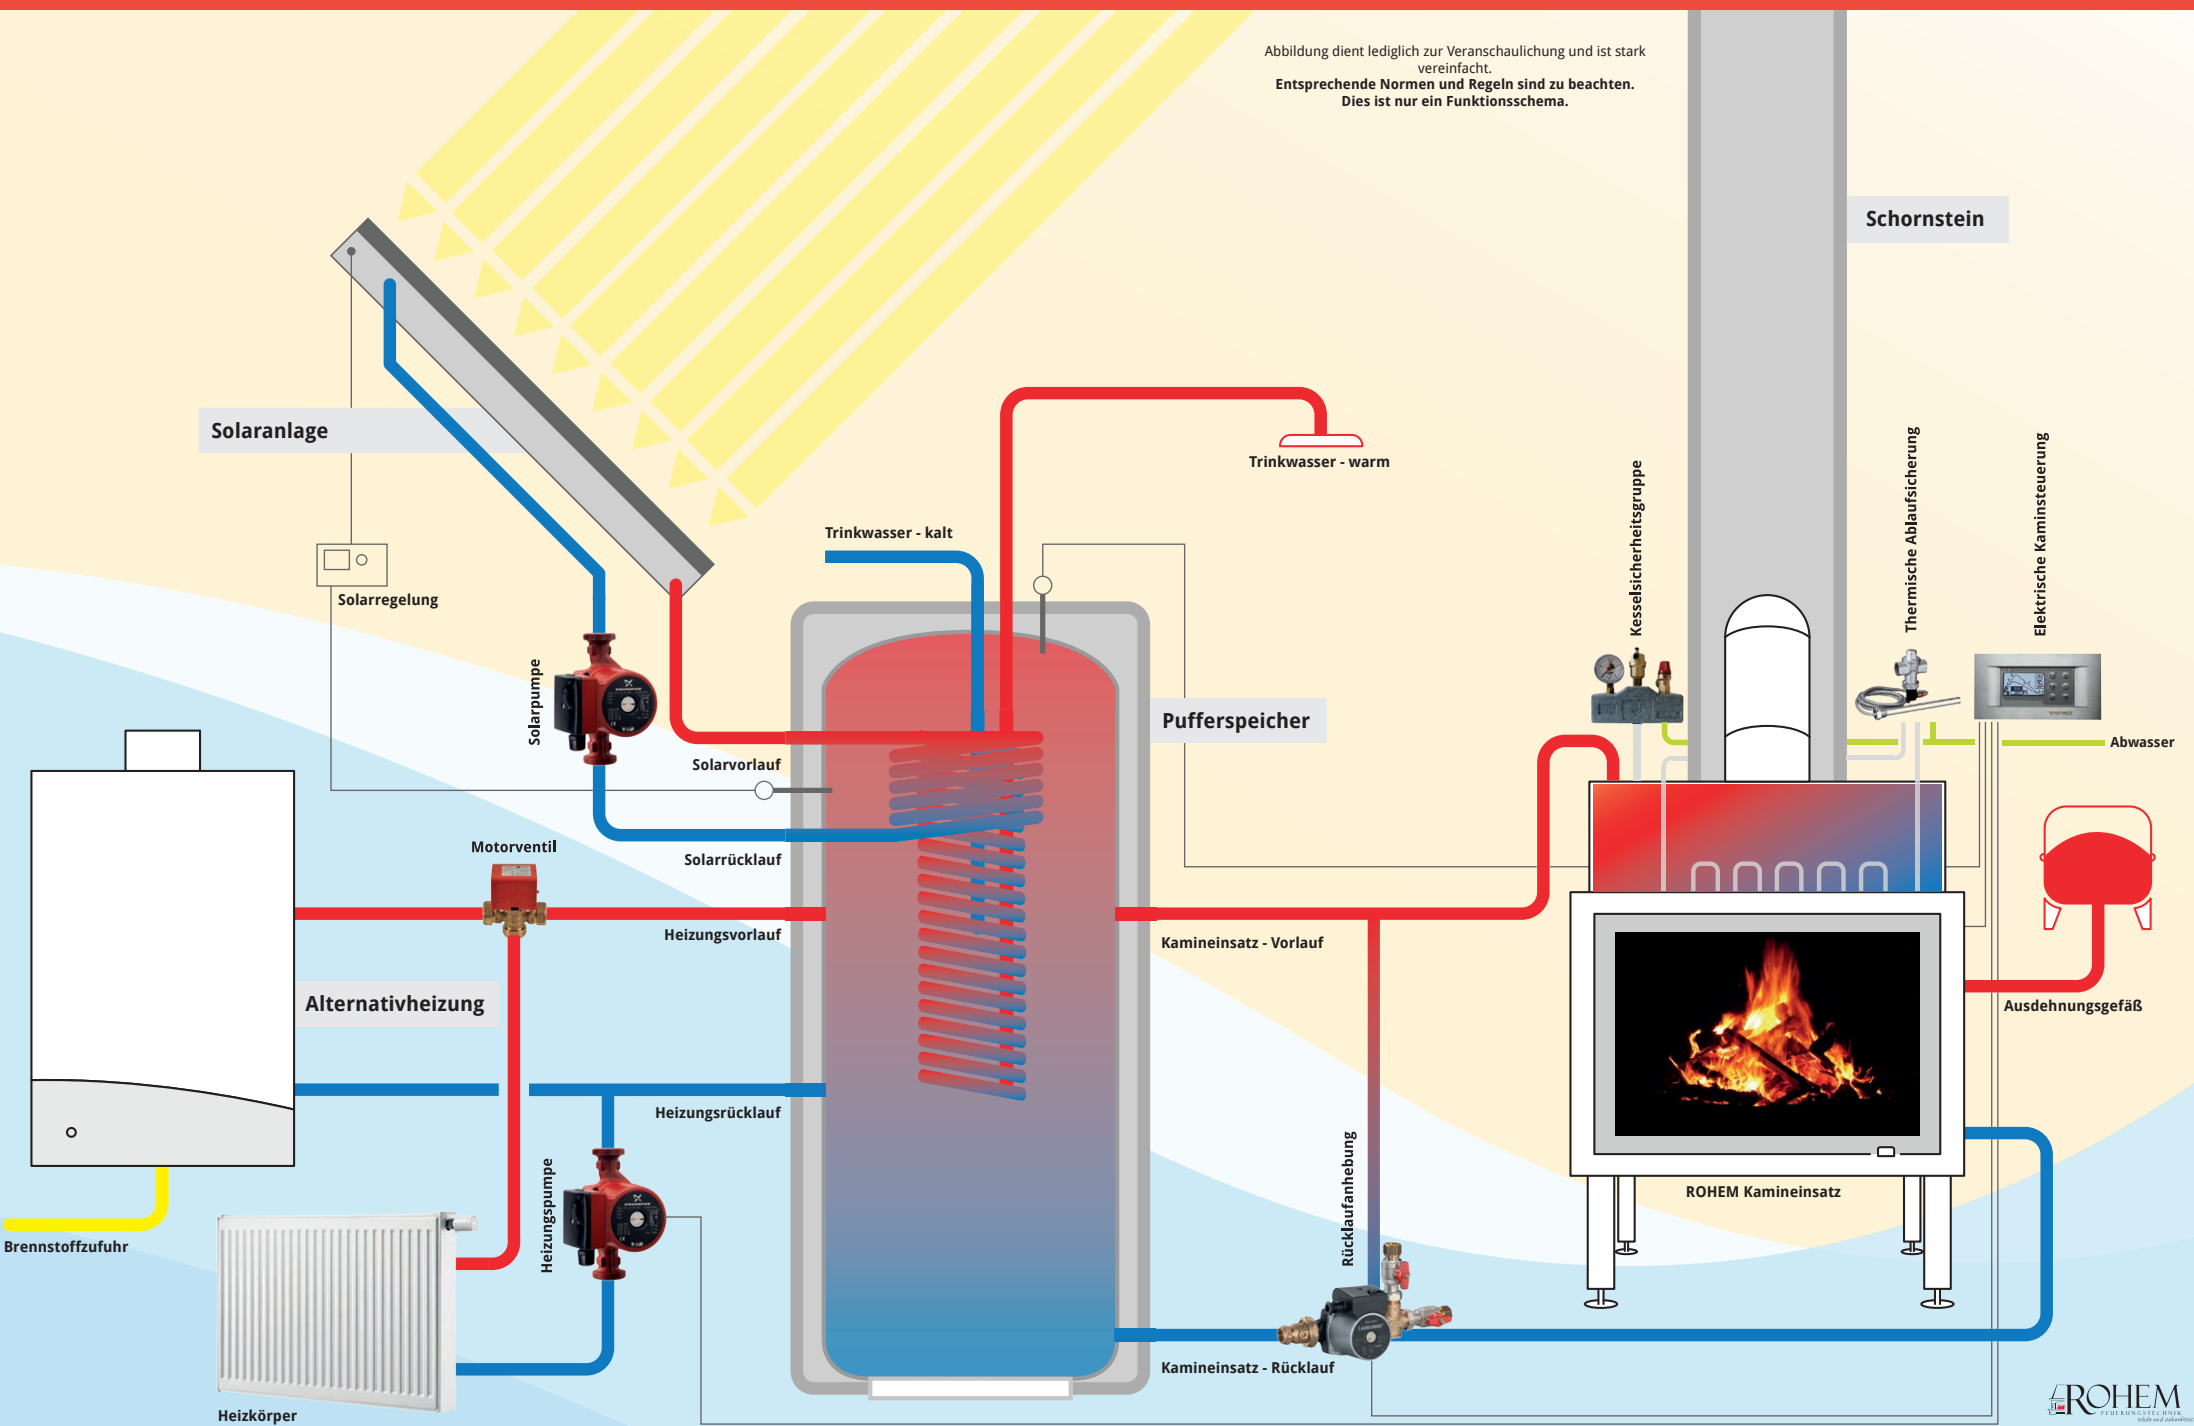 Abbildung dient lediglich zur Veranschaulichung und ist stark
vereinfacht.
Entsprechende Normen und Regeln sind zu beachten.
Dies ist nur ein Funktionsschema.
Schornstein
Solaranlage
Trinkwasser - warm
Kesselsicherheitsgruppe
Thermische Ablaufsicherung
Elektrische Kaminsteuerung
Trinkwasser - kalt
Solarregelung
Solarpumpe
Pufferspeicher
Abwasser
Solarvorlauf
Motorventil
Solarrücklauf
Heizungsvorlauf
Kamineinsatz - Vorlauf
Alternativheizung
Ausdehnungsgefäß
Heizungsrücklauf
Rücklaufanhebung
Heizungspumpe
ROHEM Kamineinsatz
Brennstoffzufuhr
Kamineinsatz - Rücklauf
Heizkörper
ROHEM
FEUERUNGSTECHNIK